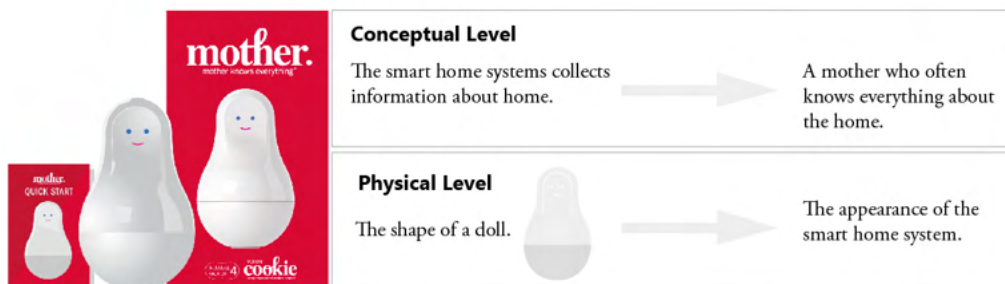 mother.
mother knows everything
mother.
QUICK START
4 cookie
Conceptual Level
The smart home systems collects
information about home.
A mother who often
knows everything about
the home.
Physical Level
The shape of a doll.
The appearance of the
smart home system.